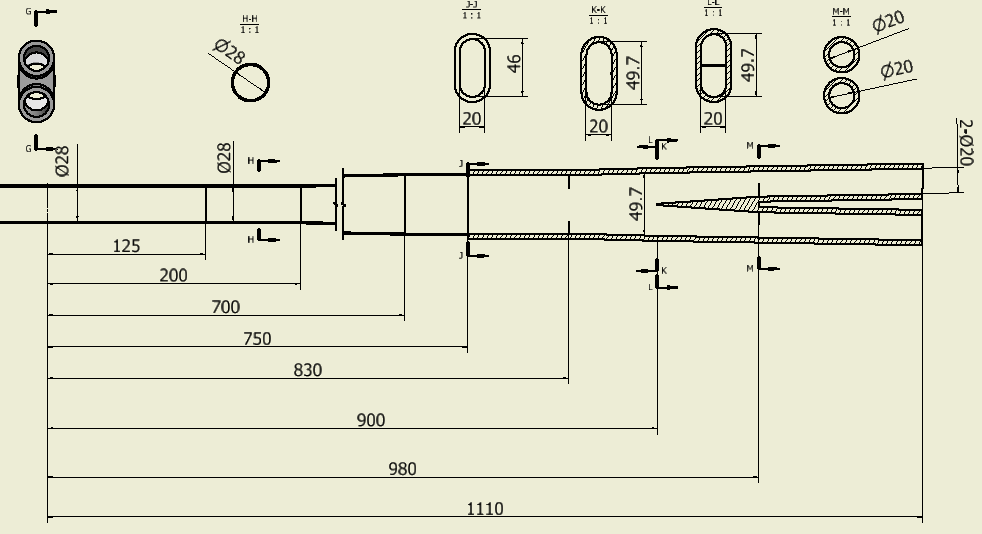 G
H-H
1 : 1
Ø28
J-J
1 : 1
46
20
K-K
1 : 1
49.7
20
L-L
1 : 1
49.7
20
M-M
1 : 1
Ø20
Ø20
G
Ø28
Ø28
H
H
J
J
49.7
L
K
K
L
M
M
2-Ø20
125
200
700
750
830
900
980
1110